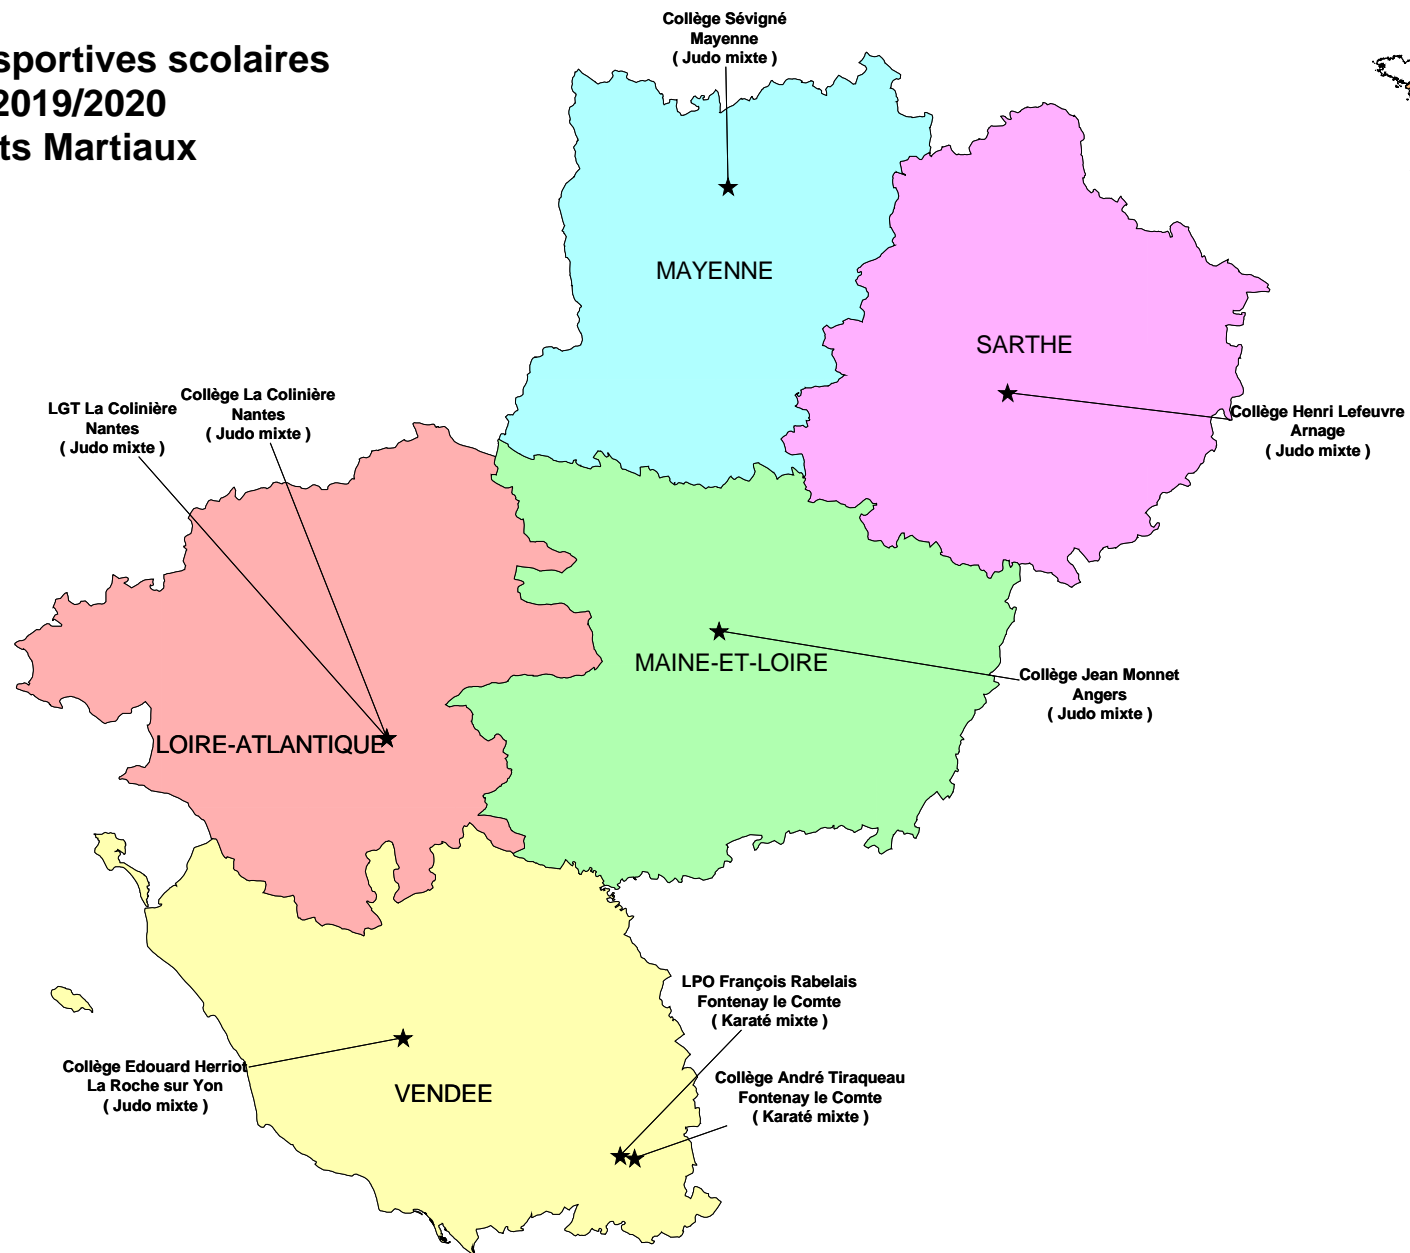 sportives scolaires
2019/2020
ts Martiaux
Collège Sévigné
Mayenne
( Judo mixte )
MAYENNE
SARTHE
Collège La Colinière
Nantes
( Judo mixte )
LGT La Colinière
Nantes
( Judo mixte )
Collège Henri Lefeuvre
Arnage
( Judo mixte )
MAINE-ET-LOIRE
Collège Jean Monnet
Angers
( Judo mixte )
LOIRE-ATLANTIQUE
LPO François Rabelais
Fontenay le Comte
( Karaté mixte )
Collège Edouard Herriot
La Roche sur Yon
( Judo mixte )
VENDEE
Collège André Tiraqueau
Fontenay le Comte
( Karaté mixte )